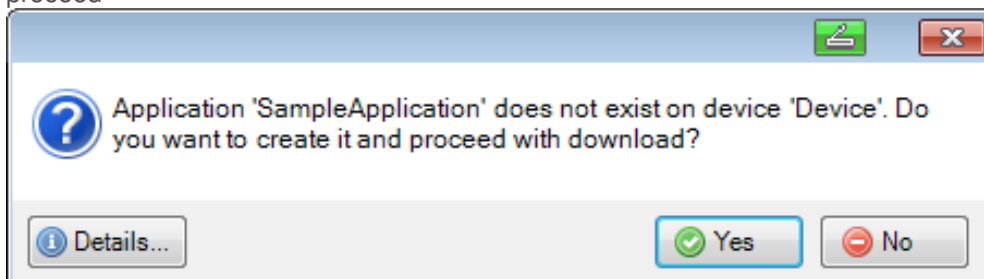 proceed
Application 'SampleApplication' does not exist on device 'Device'. Do
you want to create it and proceed with download?
Details...
Yes
No